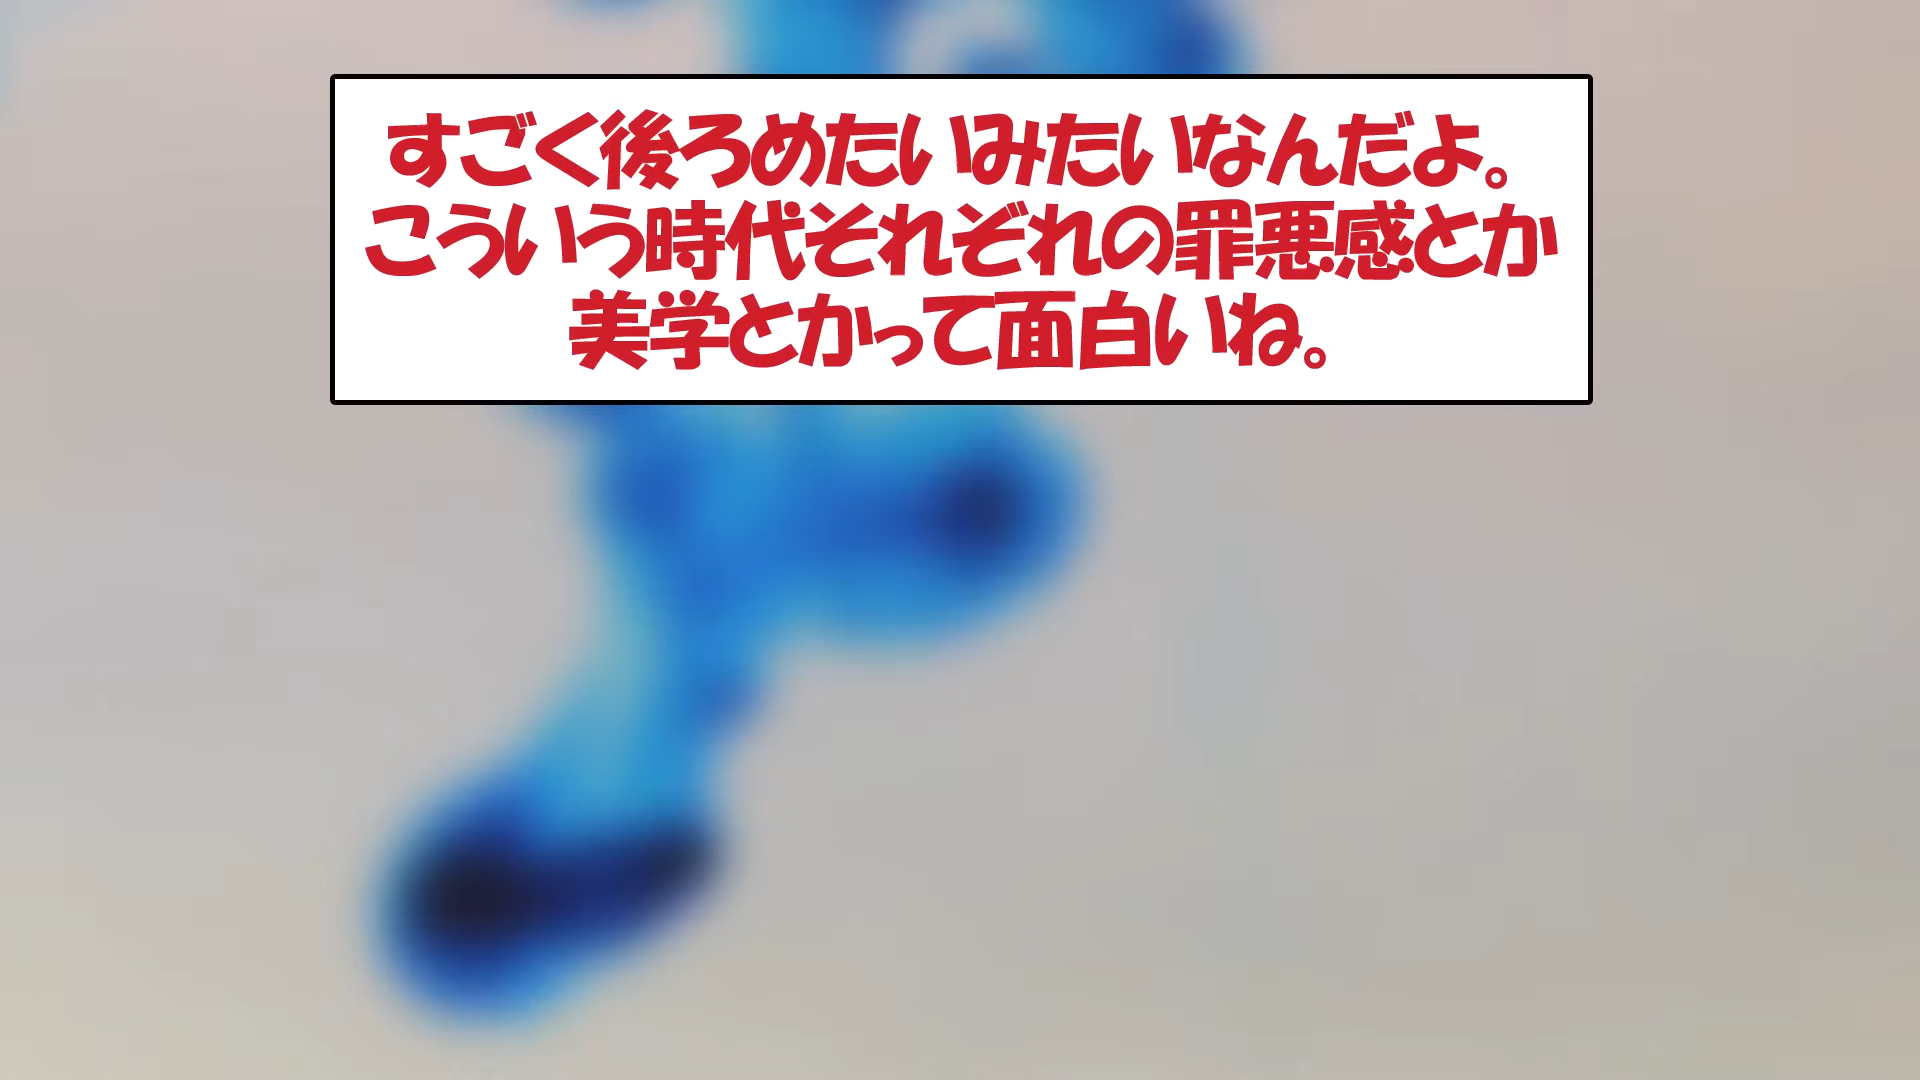 すごく後ろめたいみたいなんだよ。
こういう時代それぞれの罪悪感とか
美学とかって面白いね。